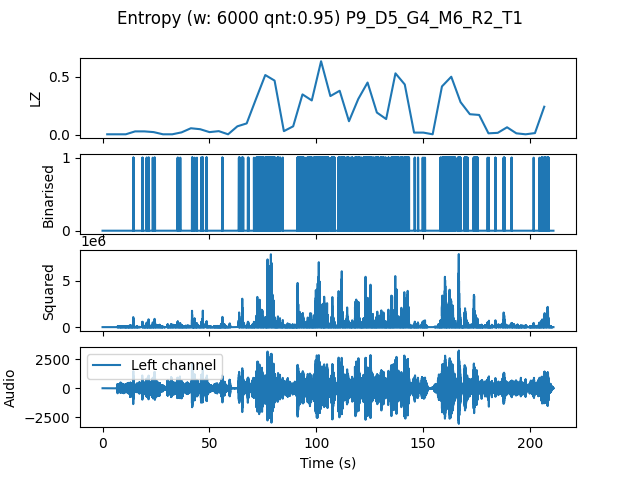 Entropy (w: 6000 qnt:0.95) P9_D5_G4_M6_R2_T1
0.5
0.0
LZ
1
0
Binarised
1e6
5
0
Squared
2500
0
−2500
Audio
Left channel
0 50 100 150 200
Time (s)